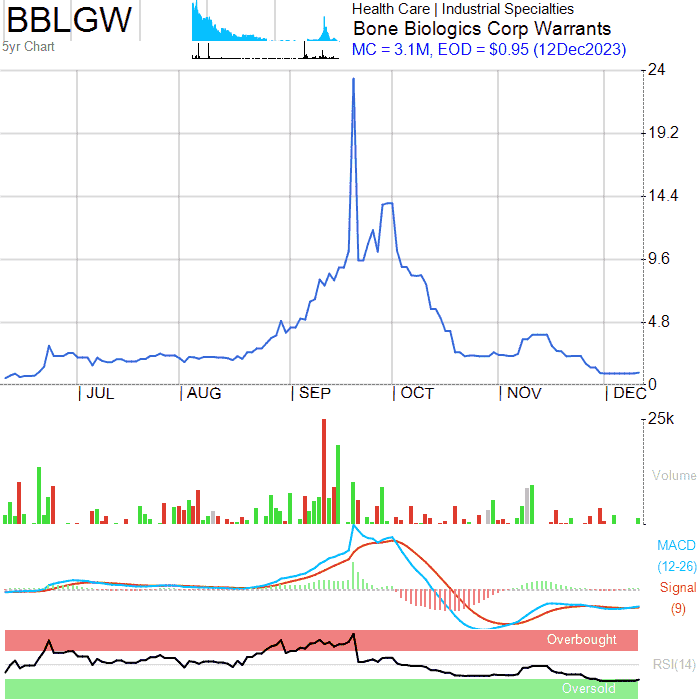 BBLGW
5yr Chart
Health Care | Industrial Specialties
Bone Biologics Corp Warrants
MC = 3.1M, EOD = $0.95 (12Dec2023)
24
19.2
14.4
9.6
4.8
0
| JUL | AUG | SEP | OCT | NOV | DEC
25k
Volume
MACD
(12-26)
Signal
(9)
Overbought
RSI(14)
Oversold